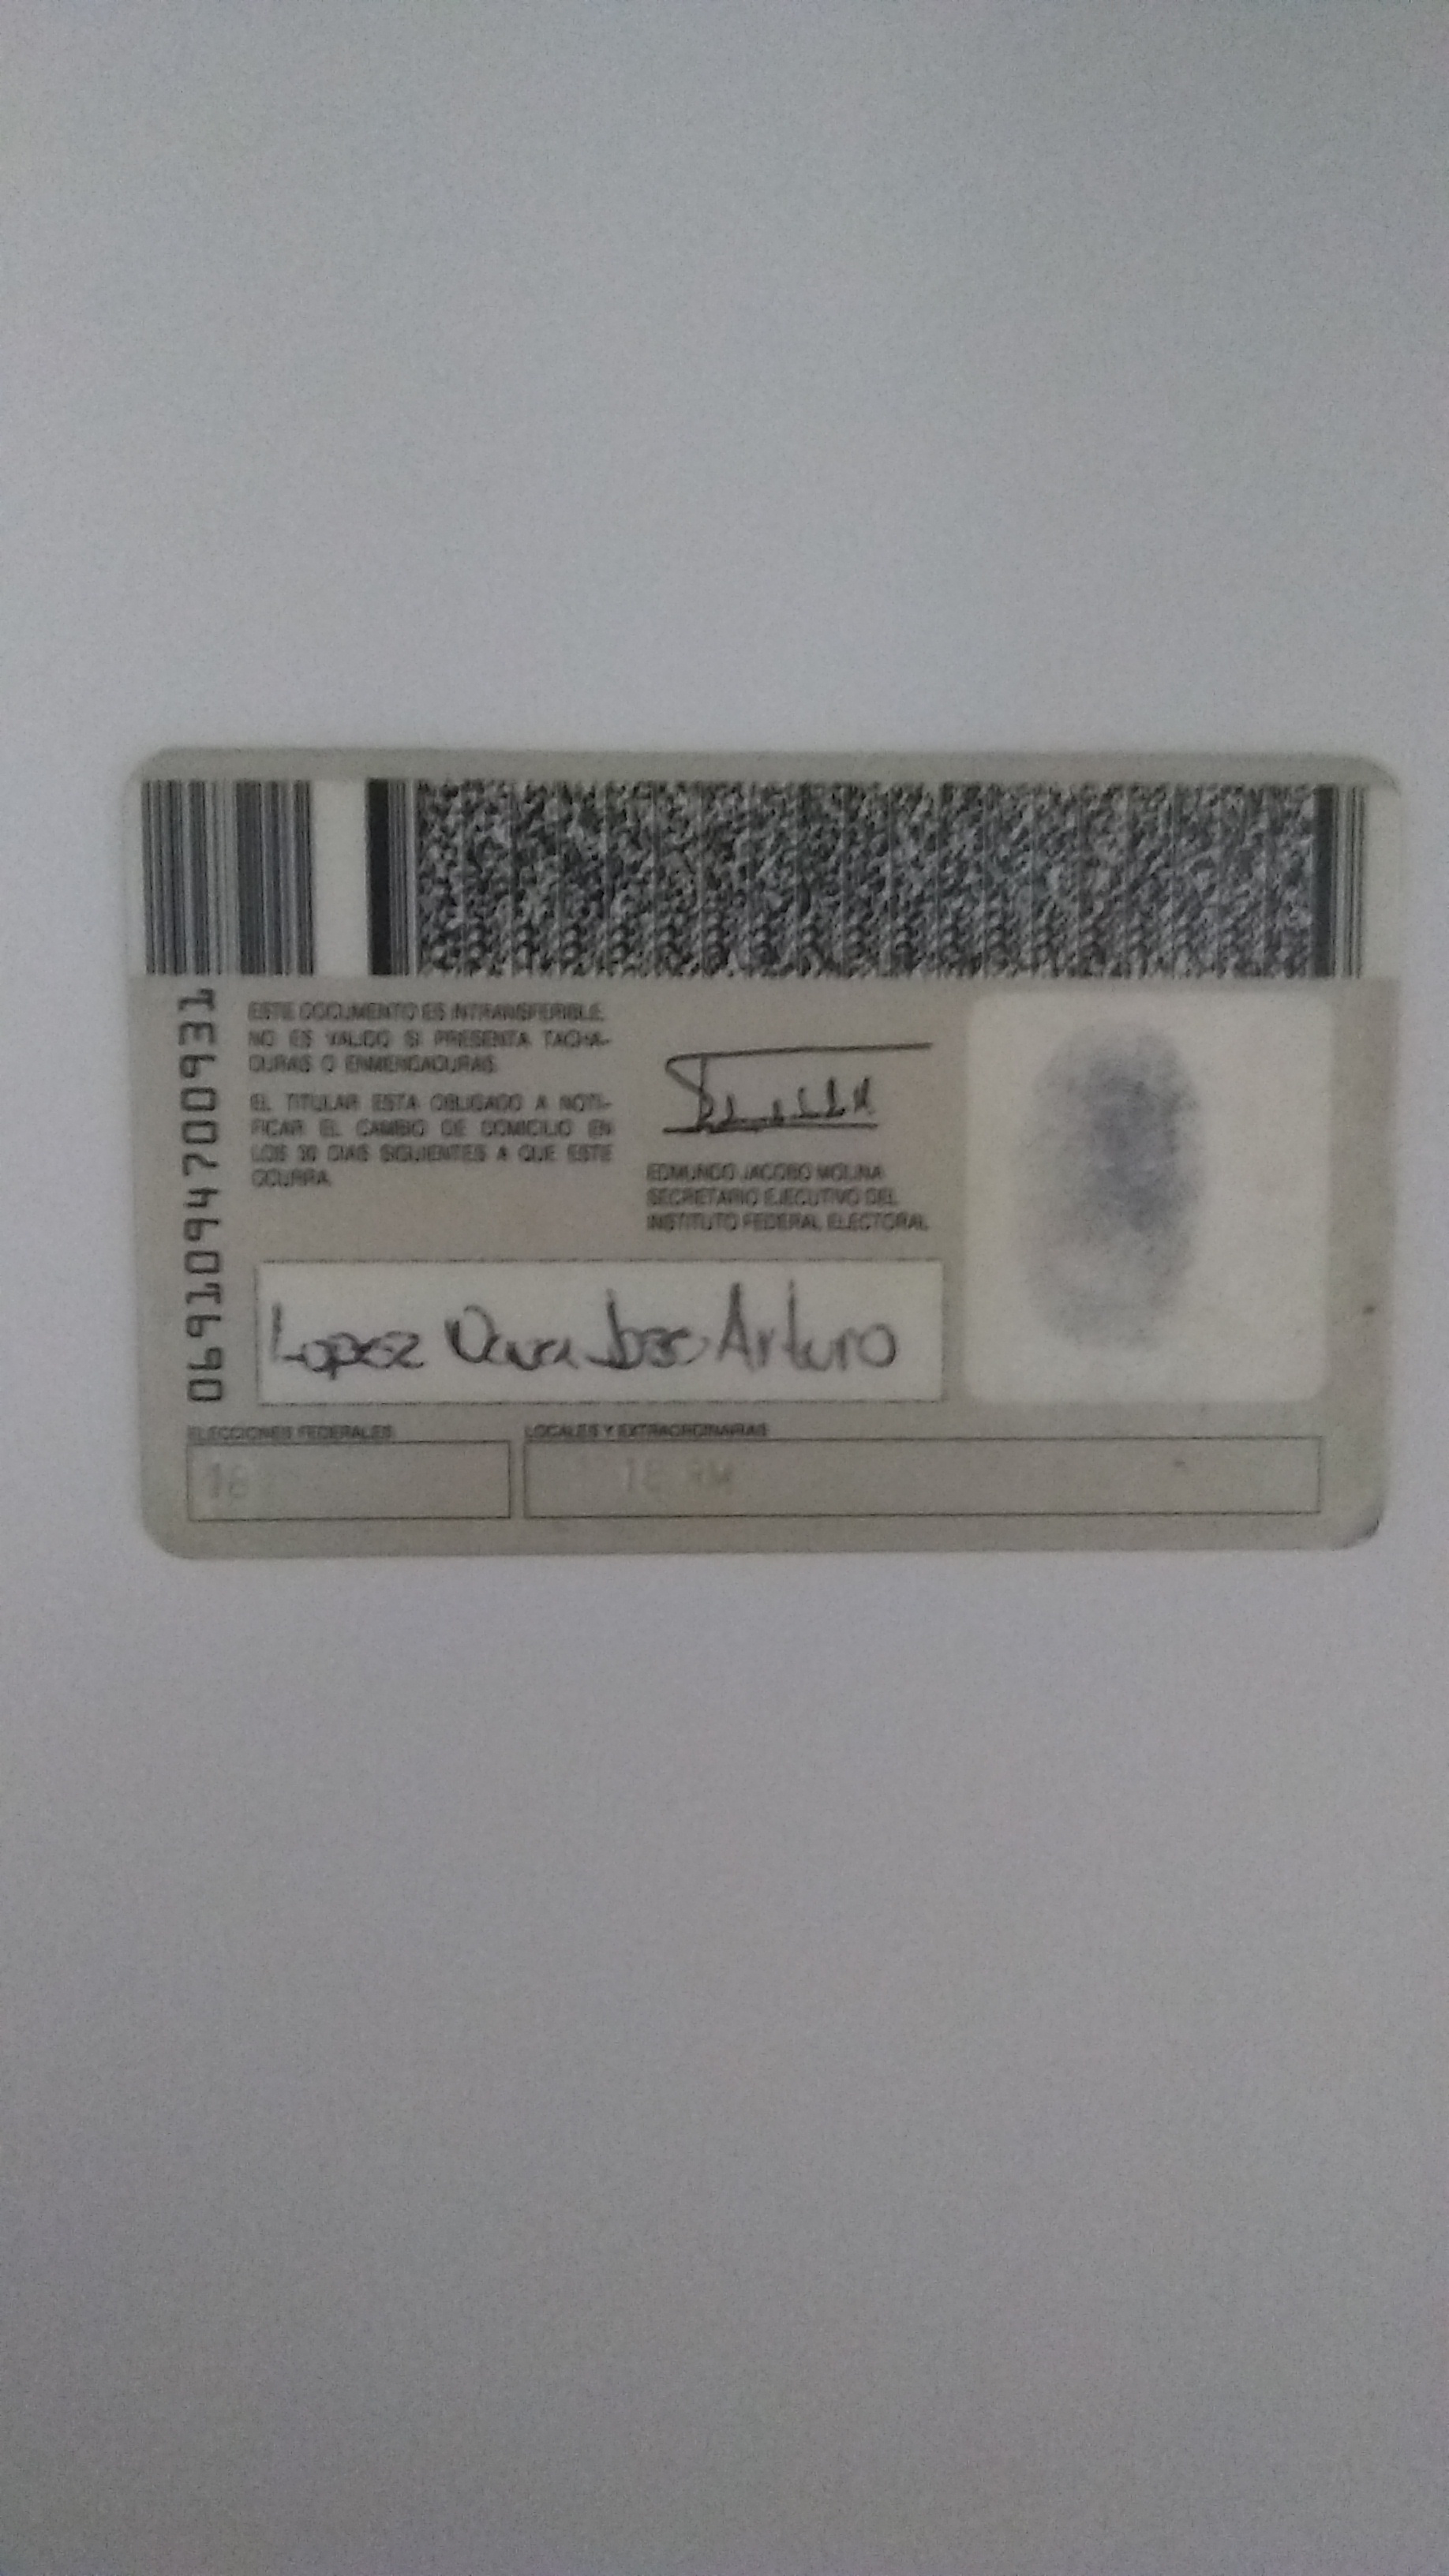 0691094700931
ESTE DOCUMENTO ES INTRANSFERIBLE.
NO ES VALIDO SI PRESENTA TACHA-
DURAS O ENMENDADURAS.
EL TITULAR ESTA OBLIGADO A NOTI-
FICAR EL CAMBIO DE DOMICILIO EN
LOS 30 DIAS SIGUIENTES A QUE ESTE
OCURRA.
EDMUNDO JACOBO MOLINA
SECRETARIO EJECUTIVO DEL
INSTITUTO FEDERAL ELECTORAL
Lopez Jose Arturo
ELECCIONES FEDERALES
LOCALES Y EXTRAORDINARIAS